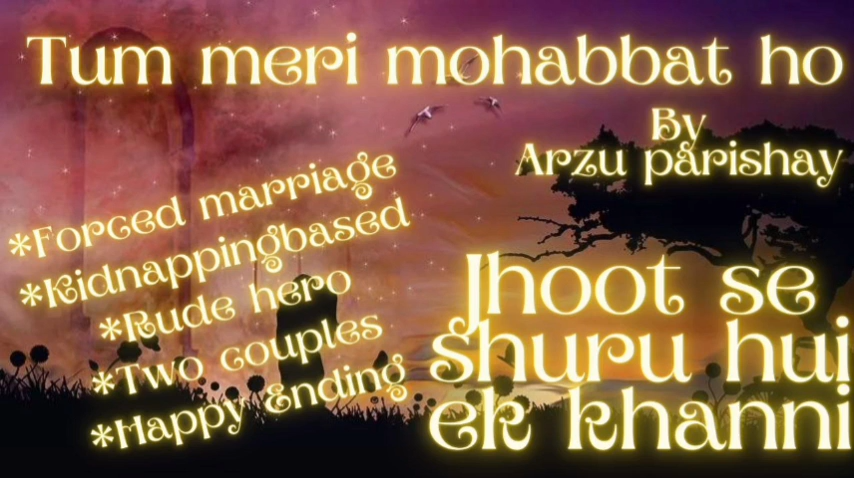 Tum meri mohabbat ho
By
Arzu parishay
*Forced marriage
*Kidnappingbased
*Rude hero
*Two couples
*Happy Ending
Jhoot se
shuru hui
ek khanni